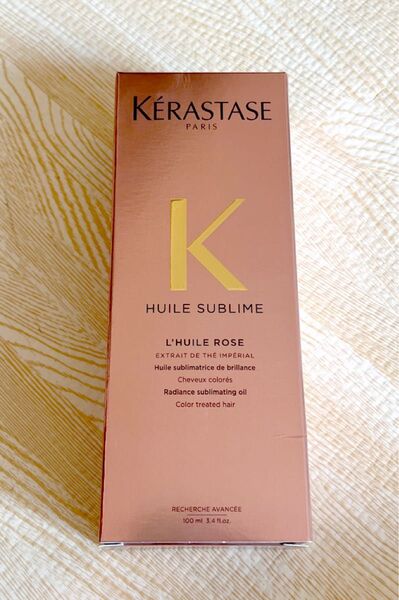 KÉRASTASE
PARIS
K
HUILE SUBLIME
L'HUILE ROSE
EXTRAIT DE THÉ IMPÉRIAL
Huile sublimatrice de brillance
Cheveux colorés
Radiance sublimating oil
Color treated hair
RECHERCHE AVANCÉE
100 ml 3.4 fl.oz.